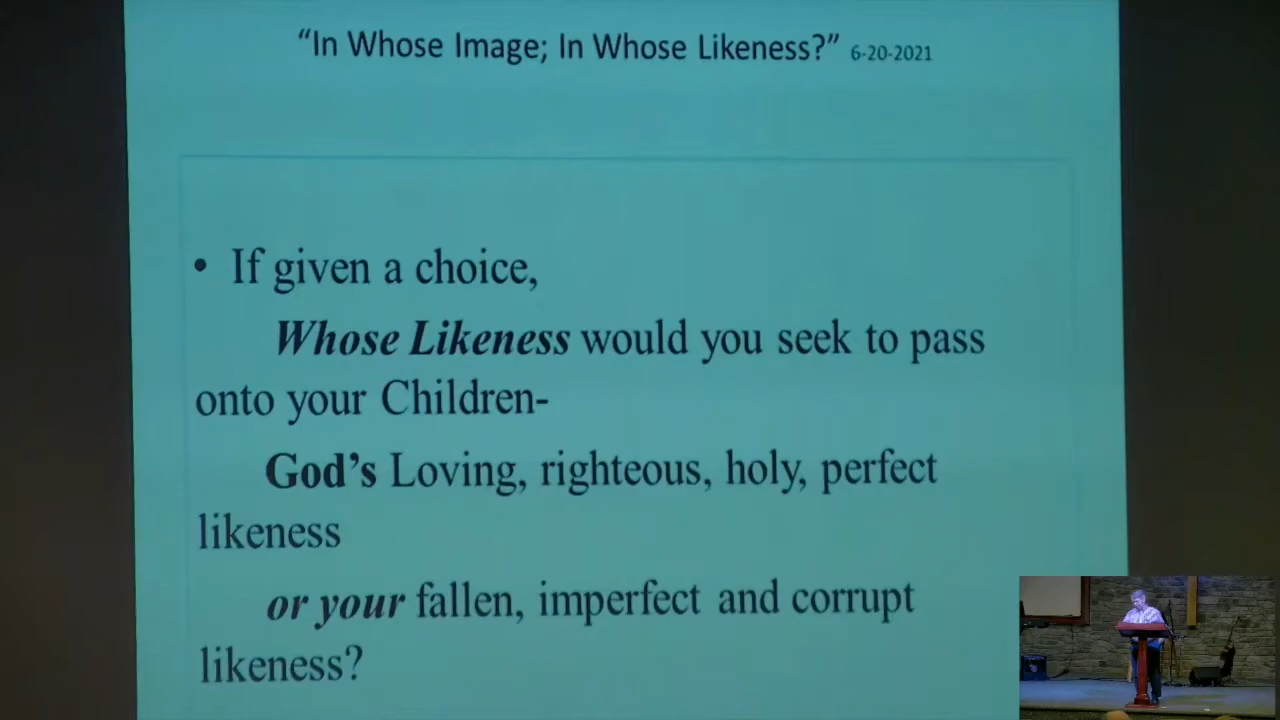 “In Whose Image; In Whose Likeness?” 6-20-2021
• If given a choice,
Whose Likeness would you seek to pass
onto your Children-
God’s Loving, righteous, holy, perfect
likeness
or your fallen, imperfect and corrupt
likeness?